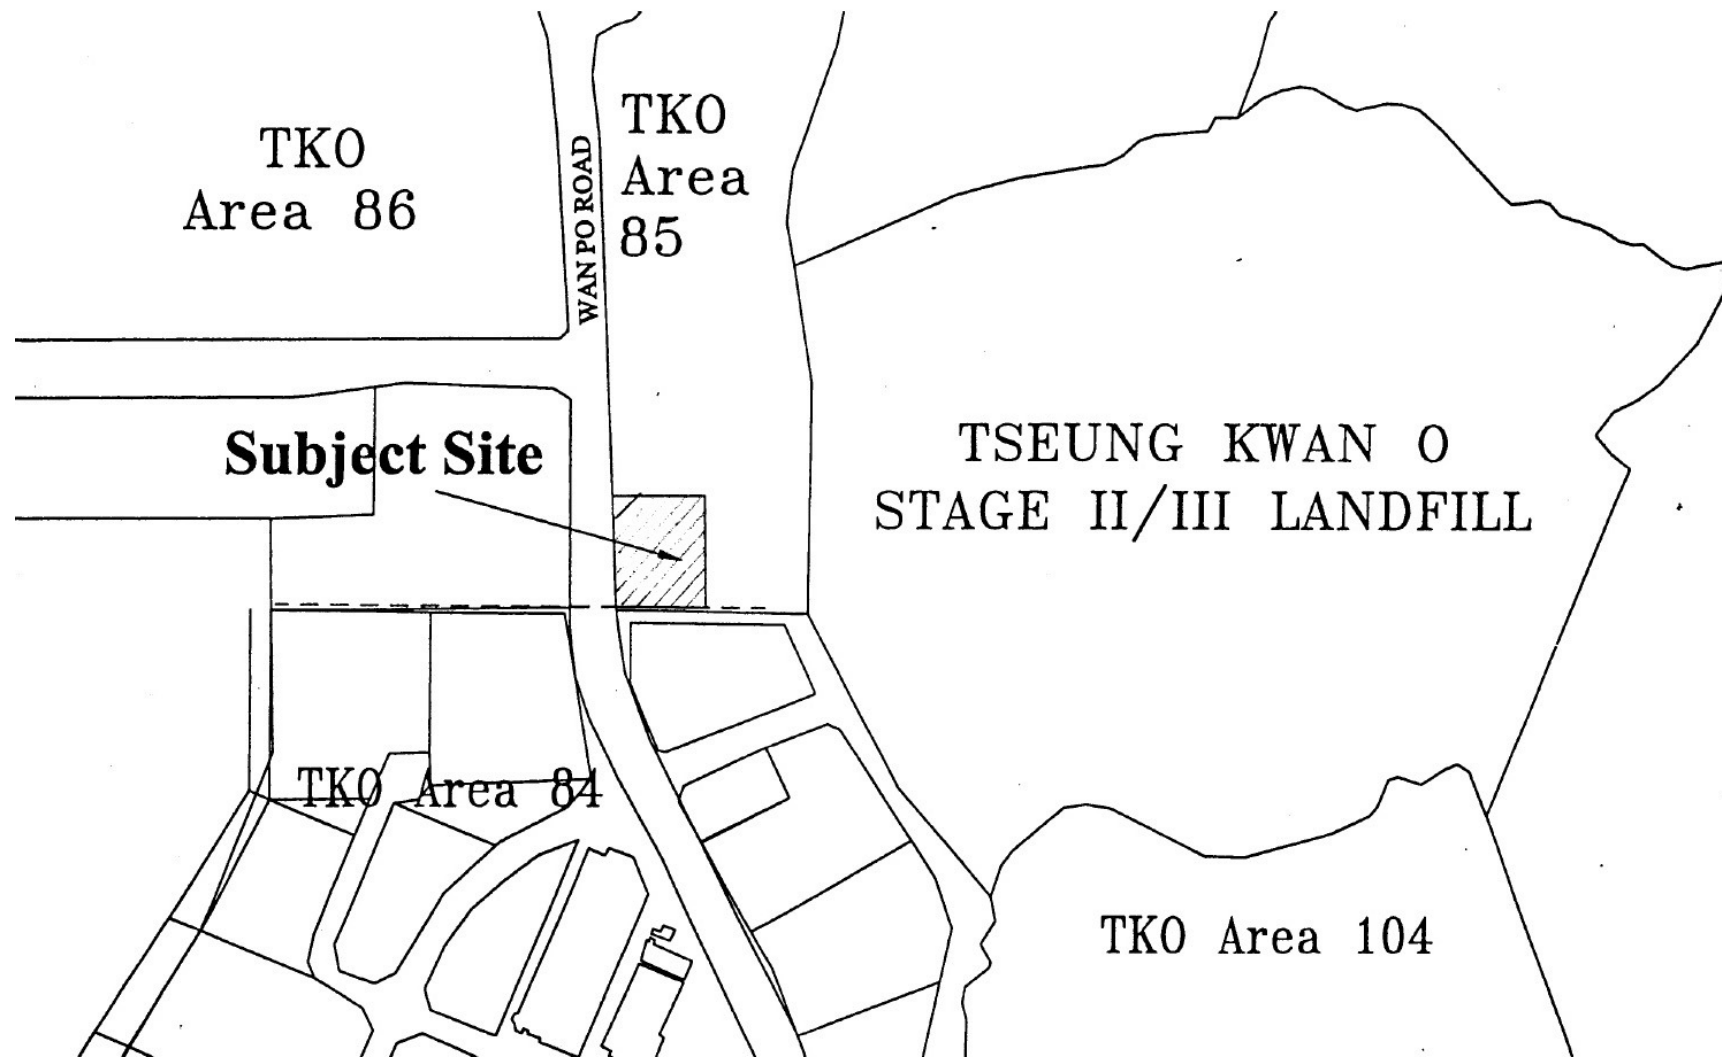 TKO
Area 86
WAN PO ROAD
TKO
Area
85
Subject Site
TSEUNG KWAN O
STAGE II/III LANDFILL
TKO Area 84
TKO Area 104